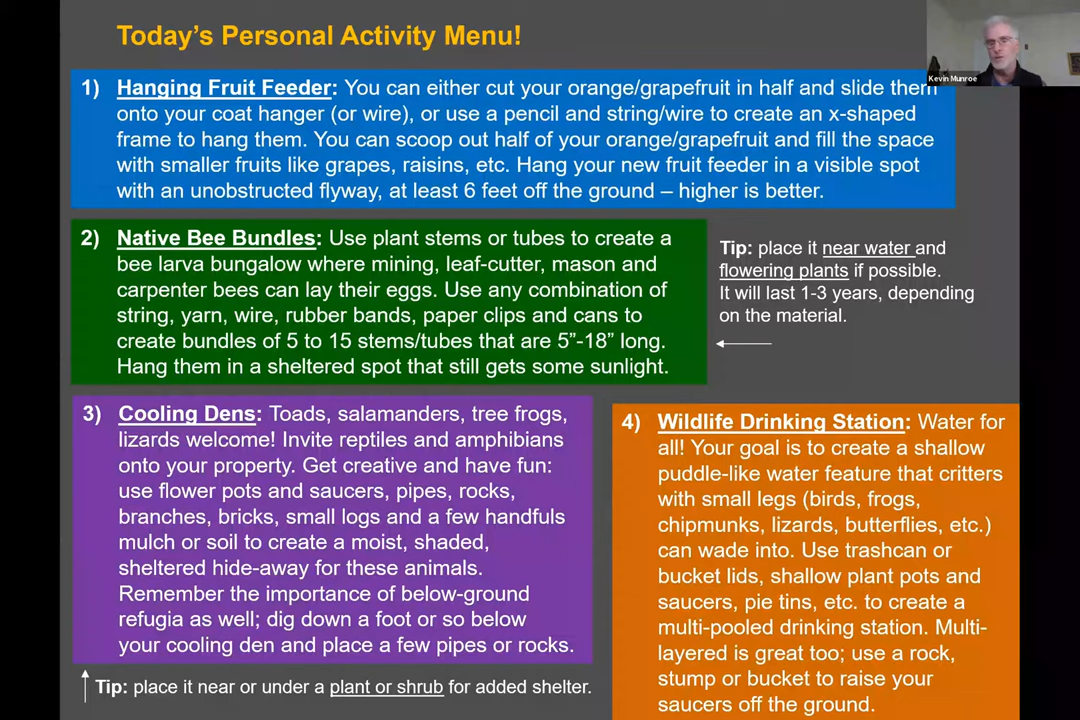 Today's Personal Activity Menu!
Kevin Munroe
1) Hanging Fruit Feeder: You can either cut your orange/grapefruit in half and slide them
onto your coat hanger (or wire), or use a pencil and string/wire to create an x-shaped
frame to hang them. You can scoop out half of your orange/grapefruit and fill the space
with smaller fruits like grapes, raisins, etc. Hang your new fruit feeder in a visible spot
with an unobstructed flyway, at least 6 feet off the ground – higher is better.
2) Native Bee Bundles: Use plant stems or tubes to create a
bee larva bungalow where mining, leaf-cutter, mason and
carpenter bees can lay their eggs. Use any combination of
string, yarn, wire, rubber bands, paper clips and cans to
create bundles of 5 to 15 stems/tubes that are 5”-18” long.
Hang them in a sheltered spot that still gets some sunlight.
Tip: place it near water and
flowering plants if possible.
It will last 1-3 years, depending
on the material.
3) Cooling Dens: Toads, salamanders, tree frogs,
lizards welcome! Invite reptiles and amphibians
onto your property. Get creative and have fun:
use flower pots and saucers, pipes, rocks,
branches, bricks, small logs and a few handfuls
mulch or soil to create a moist, shaded,
sheltered hide-away for these animals.
Remember the importance of below-ground
refugia as well; dig down a foot or so below
your cooling den and place a few pipes or rocks.
Tip: place it near or under a plant or shrub for added shelter.
4) Wildlife Drinking Station: Water for
all! Your goal is to create a shallow
puddle-like water feature that critters
with small legs (birds, frogs,
chipmunks, lizards, butterflies, etc.)
can wade into. Use trashcan or
bucket lids, shallow plant pots and
saucers, pie tins, etc. to create a
multi-pooled drinking station. Multi-
layered is great too; use a rock,
stump or bucket to raise your
saucers off the ground.